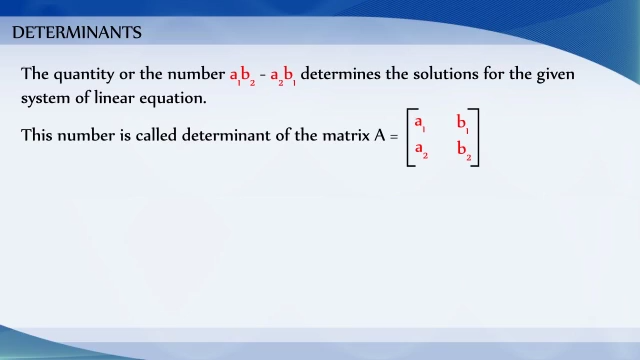 DETERMINANTS
The quantity or the number a₁b₂ - a₂b₁ determines the solutions for the given
system of linear equation.
This number is called determinant of the matrix A = [a₁ b₁
a₂ b₂]